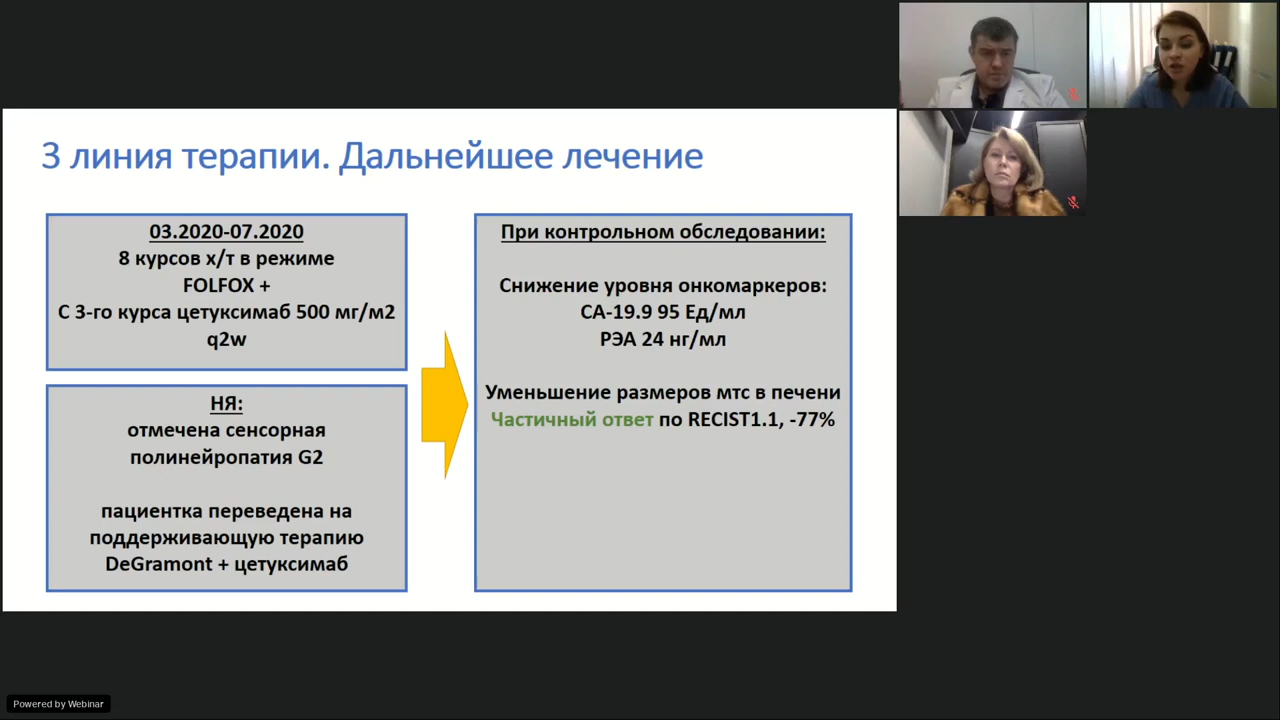 3 линия терапии. Дальнейшее лечение
03.2020-07.2020
8 курсов х/т в режиме
FOLFOX +
С 3-го курса цетуксимаб 500 мг/м2
q2w
НЯ:
отмечена сенсорная
полинейропатия G2
пациентка переведена на
поддерживающую терапию
DeGramont + цетуксимаб
При контрольном обследовании:
Снижение уровня онкомаркеров:
СА-19.9 95 Ед/мл
РЭА 24 нг/мл
Уменьшение размеров мтс в печени
Частичный ответ по RECIST1.1, -77%
Powered by Webinar